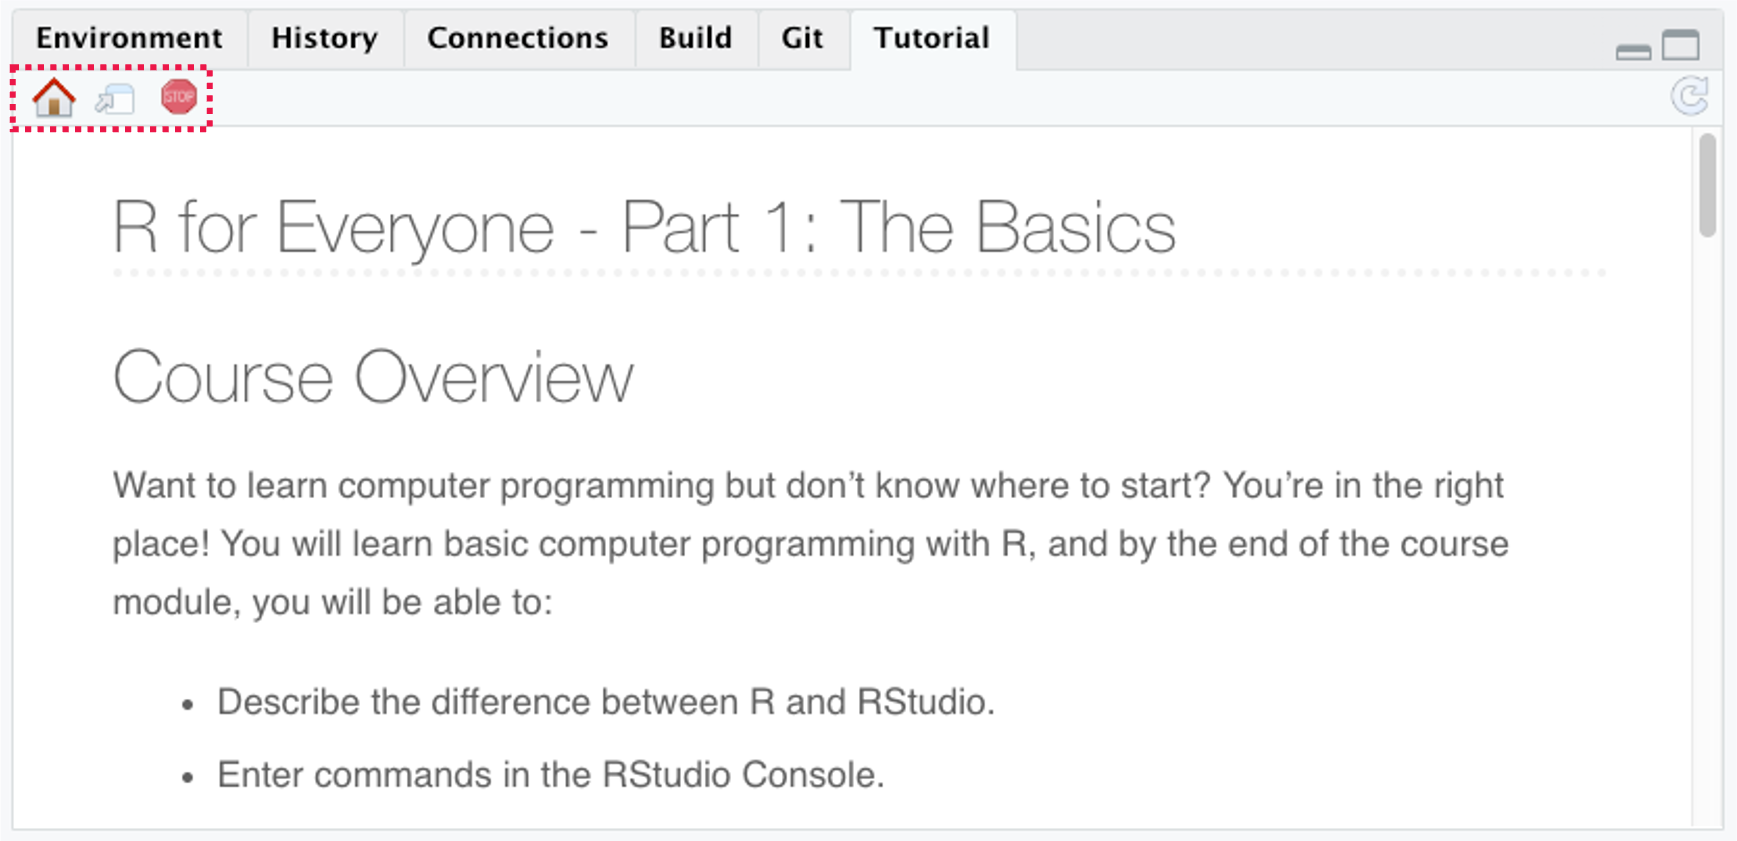 Environment History Connections Build Git Tutorial
STOP
R for Everyone - Part 1: The Basics
Course Overview
Want to learn computer programming but don’t know where to start? You’re in the right
place! You will learn basic computer programming with R, and by the end of the course
module, you will be able to:
• Describe the difference between R and RStudio.
• Enter commands in the RStudio Console.